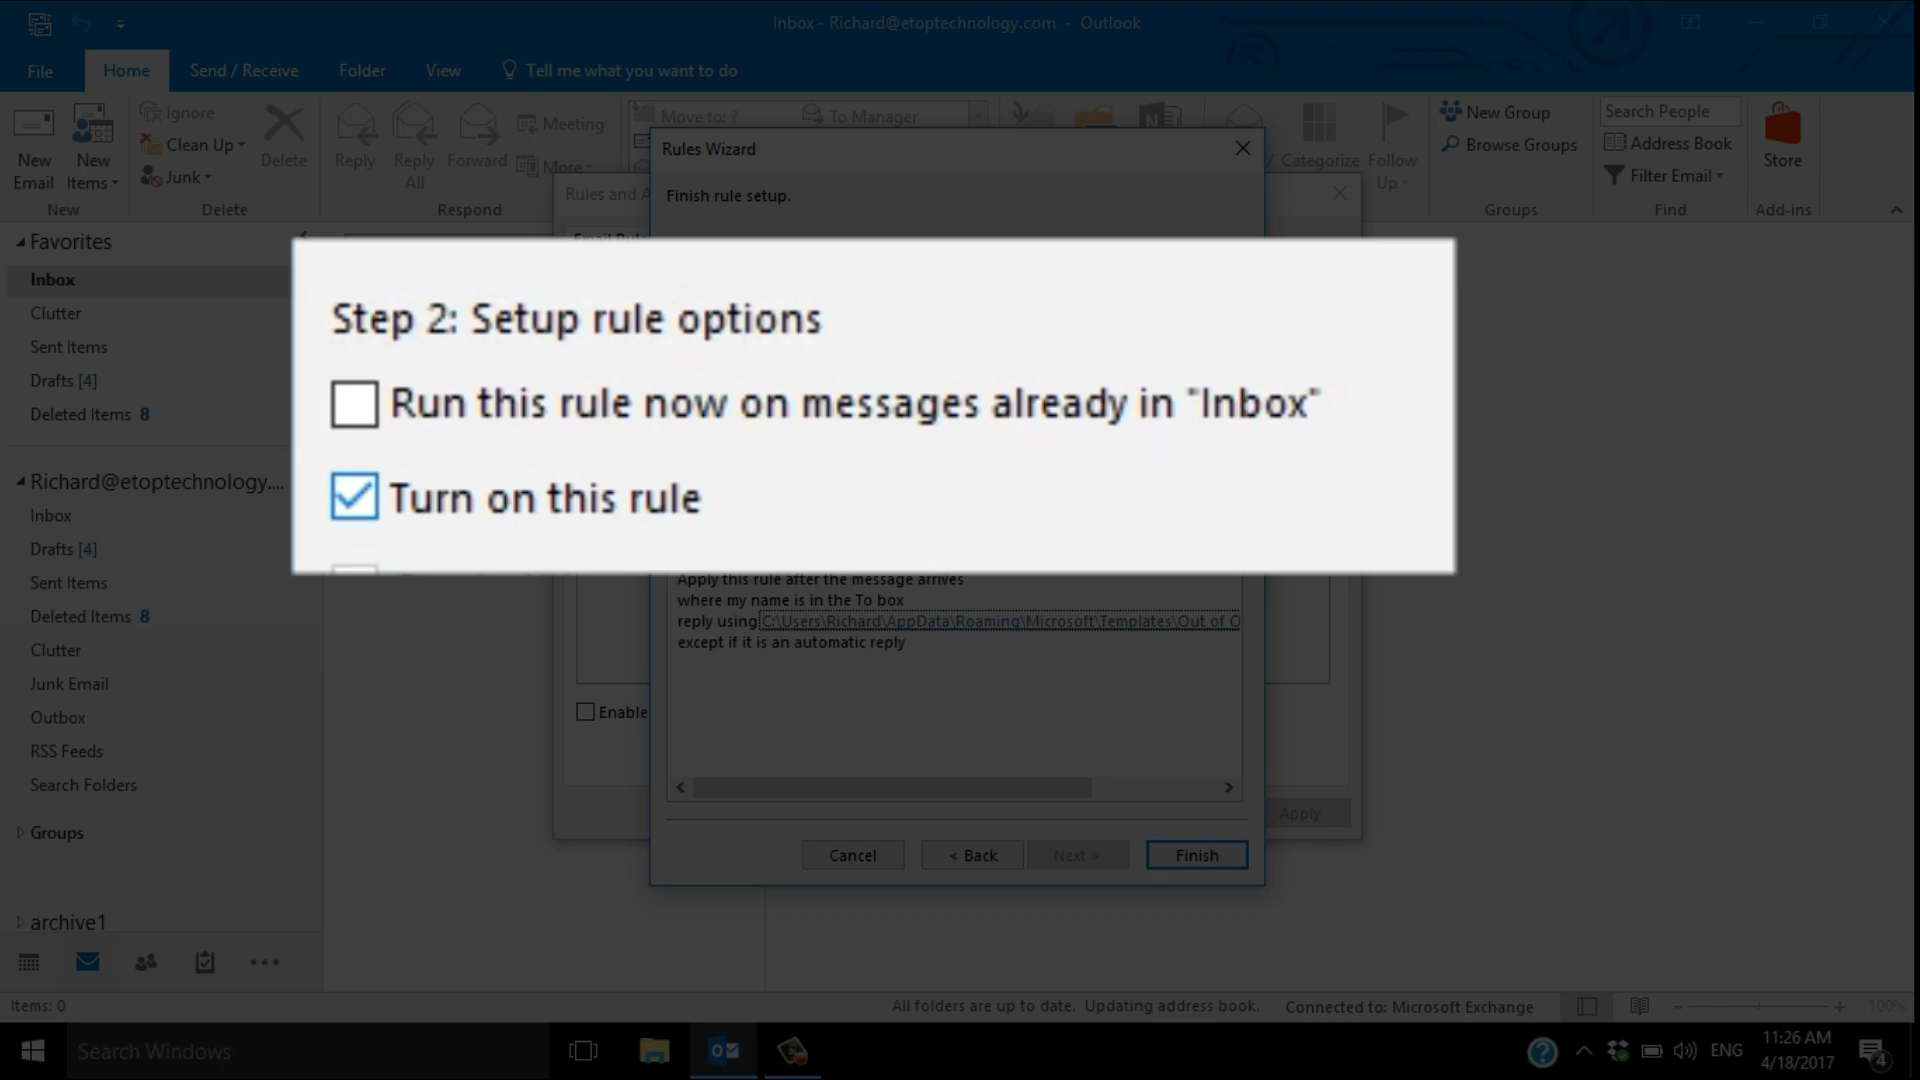 Inbox - Richard@etoptechnology.com - Outlook
File
Home
Send / Receive
Folder
View
Tell me what you want to do
New
Email
New
Items
New
Ignore
Clean Up
Junk
Delete
Delete
Reply
Reply
All
Forward
Meeting
More
Respond
Move to: ?
To Manager
Categorize
Follow
Up
New Group
Browse Groups
Groups
Search People
Address Book
Filter Email
Find
Store
Add-ins
Favorites
Inbox
Clutter
Sent Items
Drafts [4]
Deleted Items 8
Richard@etoptechnology....
Inbox
Drafts [4]
Sent Items
Deleted Items 8
Clutter
Junk Email
Outbox
RSS Feeds
Search Folders
Groups
archive1
Rules and A
Rules Wizard
Finish rule setup.
Step 2: Setup rule options
Run this rule now on messages already in "Inbox"
Turn on this rule
Apply this rule after the message arrives
where my name is in the To box
reply using C:\Users\Richard\AppData\Roaming\Microsoft\Templates\Out of O
except if it is an automatic reply
Enable
Apply
Cancel
< Back
Next >
Finish
Items: 0
All folders are up to date. Updating address book.
Connected to: Microsoft Exchange
100%
Search Windows
ENG
11:26 AM
4/18/2017
4